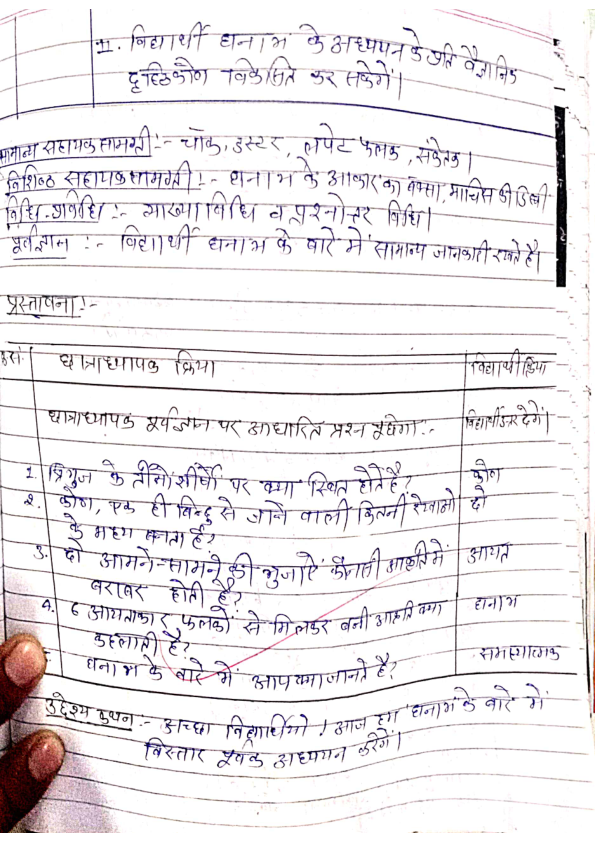 11. विद्यार्थी घनाभ के अध्ययन के प्रति वैज्ञानिक
दृष्टिकोण विकसित कर सकेगें।
सामान्य सहायक सामग्री:- चॉक, डस्टर, लपेट फलक, संकेतक।
विशिष्ठ सहायक सामग्री:- घनाभ के आकार का बक्सा, माचिस की डिब्बी
विधि-प्रविधि:- व्याख्या विधि व प्रश्नोत्तर विधि।
पूर्वज्ञान :- विद्यार्थी घनाभ के बारे में सामान्य जानकारी रखते है।
प्रस्तावना:-
क्र.सं. छात्राध्यापक क्रिया विद्यार्थी क्रिया
छात्राध्यापक पूर्वज्ञान पर आधारित प्रश्न पूछेगा:- विद्यार्थी उत्तर देगें।
1. त्रिभुज के तीनों शीर्षों पर क्या स्थित होते है? कोण
2. कोण, एक ही बिन्दु से जाने वाली कितनी रेखाओं दो
के मध्य बनता है?
3. दो आमने-सामने की भुजाऐं कौनसी आकृति में आयत
बराबर होती है?
4. 6 आयताकार फलकों से मिलकर बनी आकृति क्या घनाभ
कहलाती है?
घनाभ के बारे में आप क्या जानते है? समस्यात्मक
उद्देश्य कथन:- अच्छा विद्यार्थियो! आज हम घनाभ के बारे में
विस्तार पूर्वक अध्ययन करेंगे।